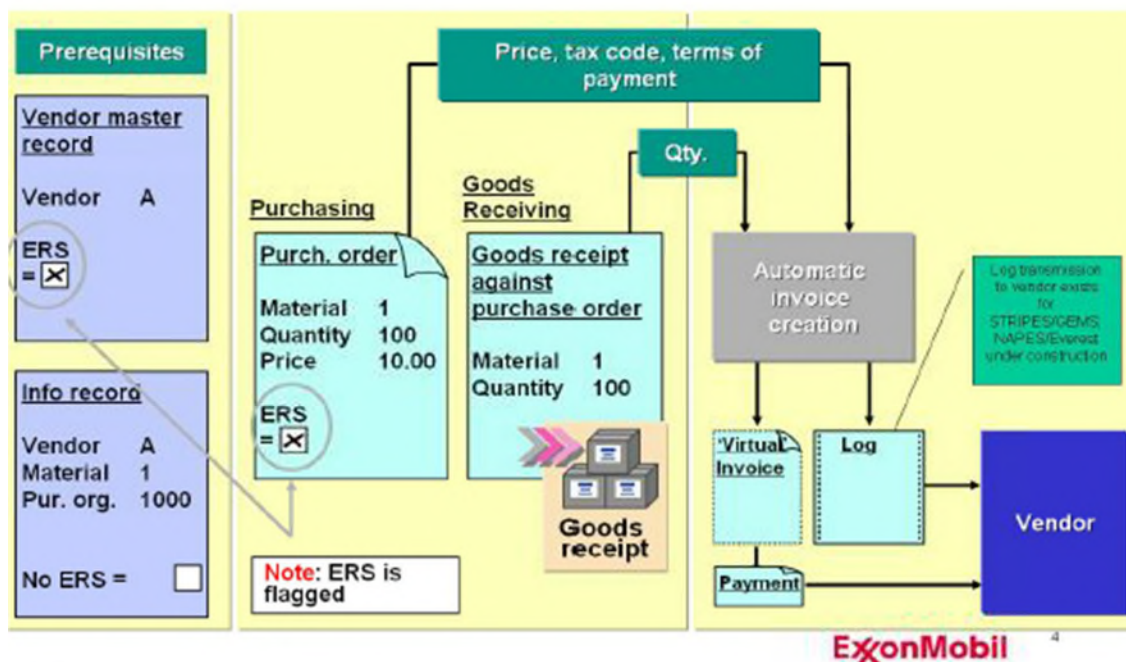 Prerequisites
Vendor master
record
Vendor A
ERS
=
Info record
Vendor A
Material 1
Pur. org. 1000
No ERS =
Price, tax code, terms of
payment
Qty.
Purchasing
Purch. order
Material 1
Quantity 100
Price 10.00
ERS
=
Note: ERS is
flagged
Goods
Receiving
Goods receipt
against
purchase order
Material 1
Quantity 100
Goods
receipt
Automatic
invoice
creation
Log transmission
to vendor exists
for
STRIPES/GEMS;
NAPES/Everest
under construction
'Virtual'
Invoice
Log
Payment
Vendor
ExxonMobil
4